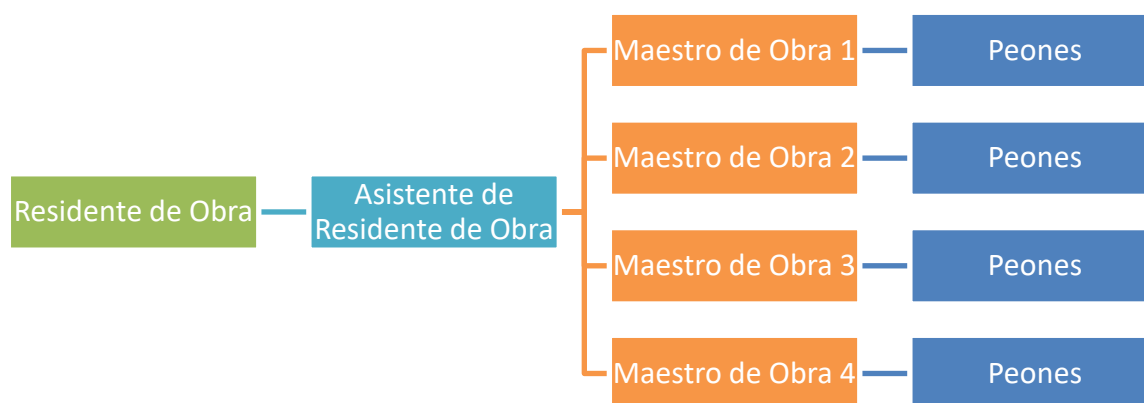 Residente de Obra
Asistente de
Residente de Obra
Maestro de Obra 1
Peones
Maestro de Obra 2
Peones
Maestro de Obra 3
Peones
Maestro de Obra 4
Peones